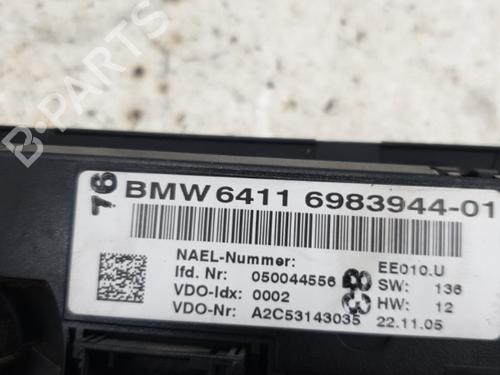 B-PARTS
76 BMW 6411 6983944-01
NAEL-Nummer: EE010.U
lfd. Nr: 050044556 SW: 136
VDO-Idx: 0002 HW: 12
VDO-Nr: A2C53143035 22.11.05